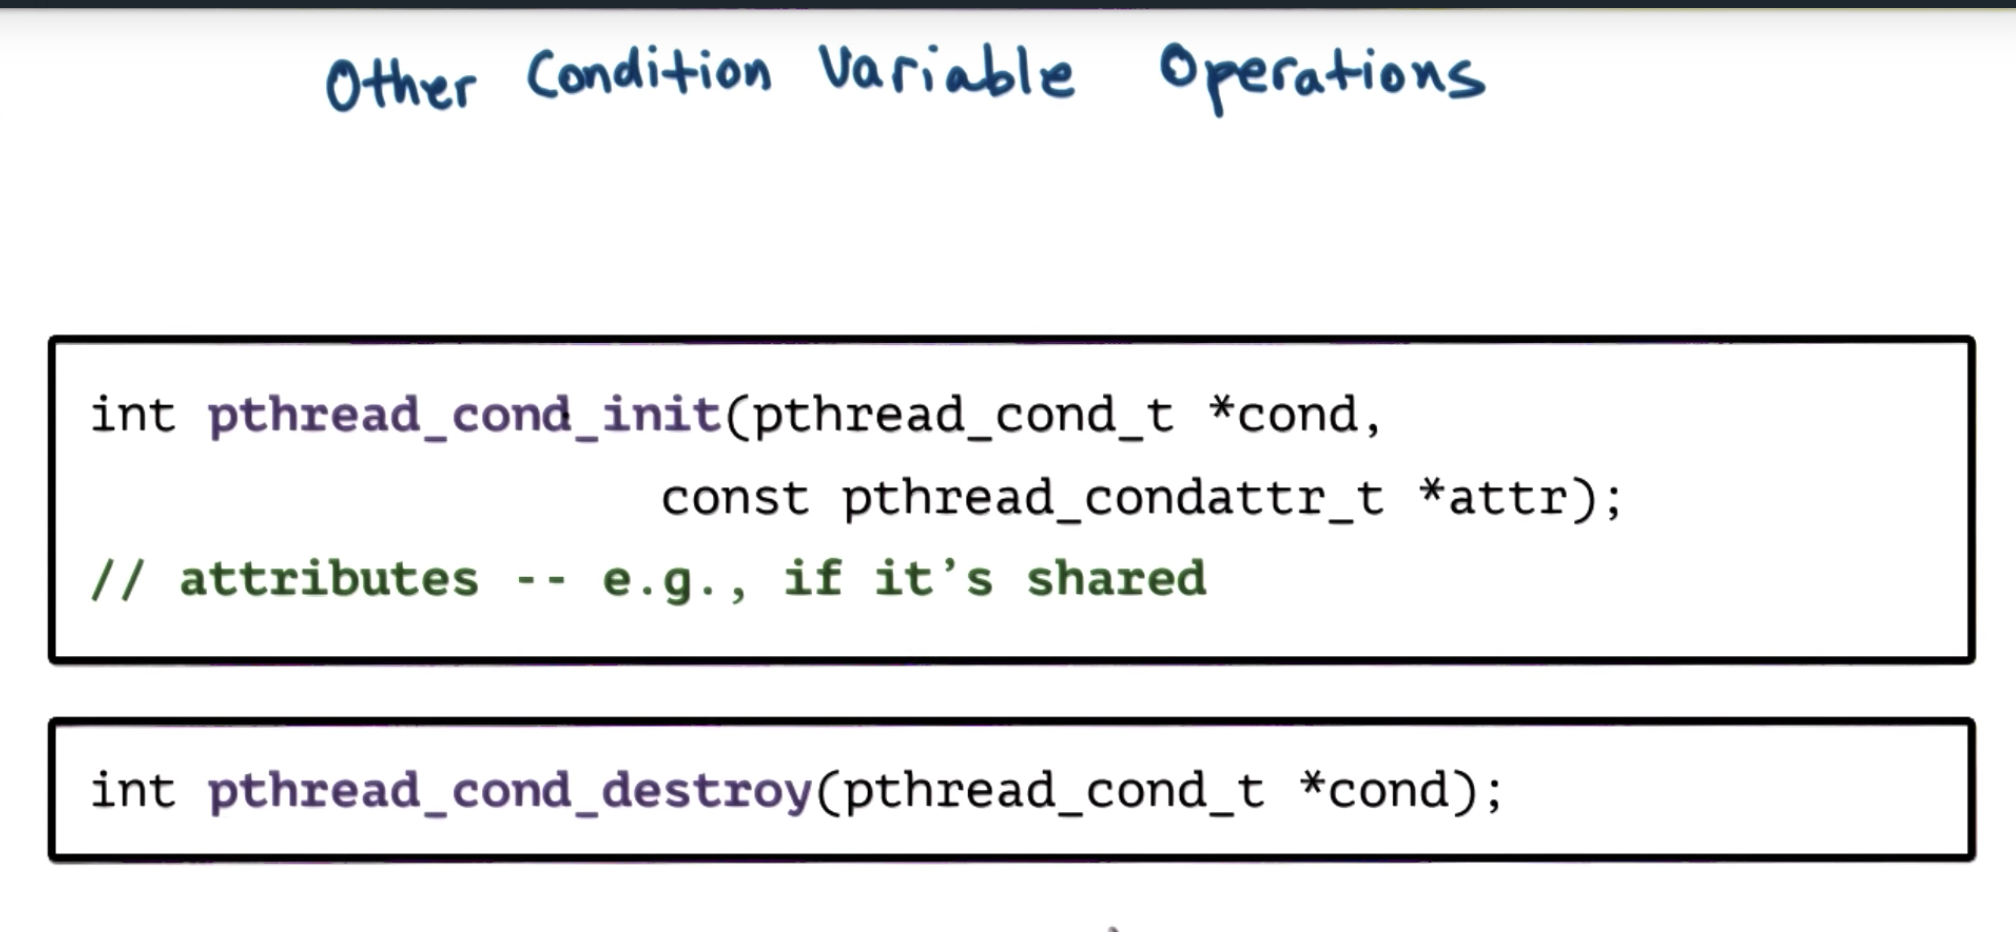 Other Condition Variable Operations
int pthread_cond_init(pthread_cond_t *cond,
const pthread_condattr_t *attr);
// attributes -- e.g., if it’s shared
int pthread_cond_destroy(pthread_cond_t *cond);